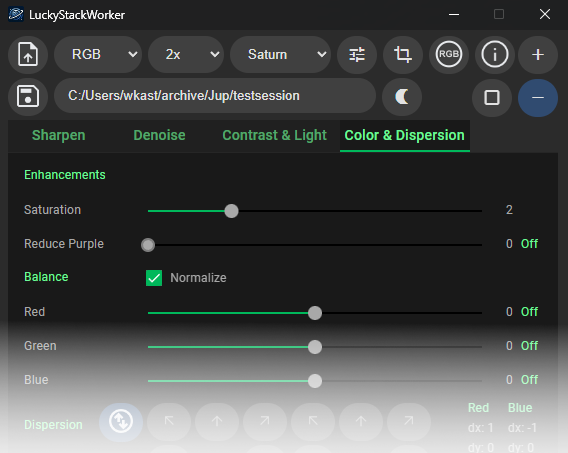 LuckyStackWorker
RGB 2x Saturn RGB
C:/Users/wkast/archive/Jup/testsession
Sharpen Denoise Contrast & Light Color & Dispersion
Enhancements
Saturation 2
Reduce Purple 0 Off
Balance Normalize
Red 0 Off
Green 0 Off
Blue 0 Off
Red Blue
Dispersion
dx: 1 dx: -1
dy: 0 dy: 0